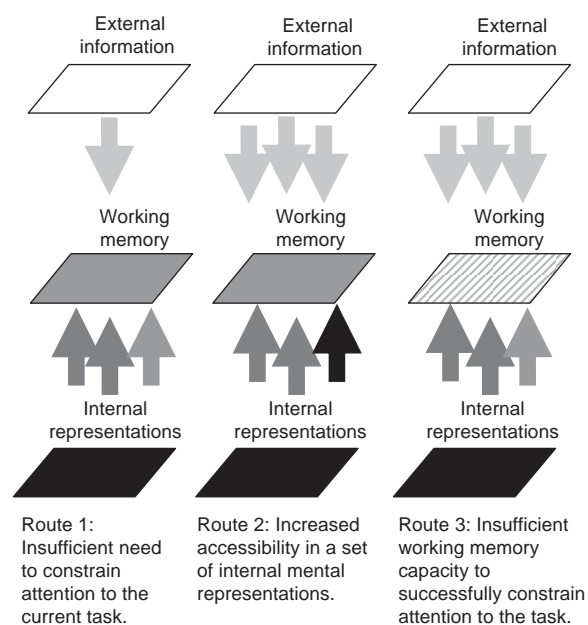 External
information
External
information
External
information
Working
memory
Working
memory
Working
memory
Internal
representations
Internal
representations
Internal
representations
Route 1:
Insufficient need
to constrain
attention to the
current task.
Route 2: Increased
accessibility in a set
of internal mental
representations.
Route 3: Insufficient
working memory
capacity to
successfully constrain
attention to the task.